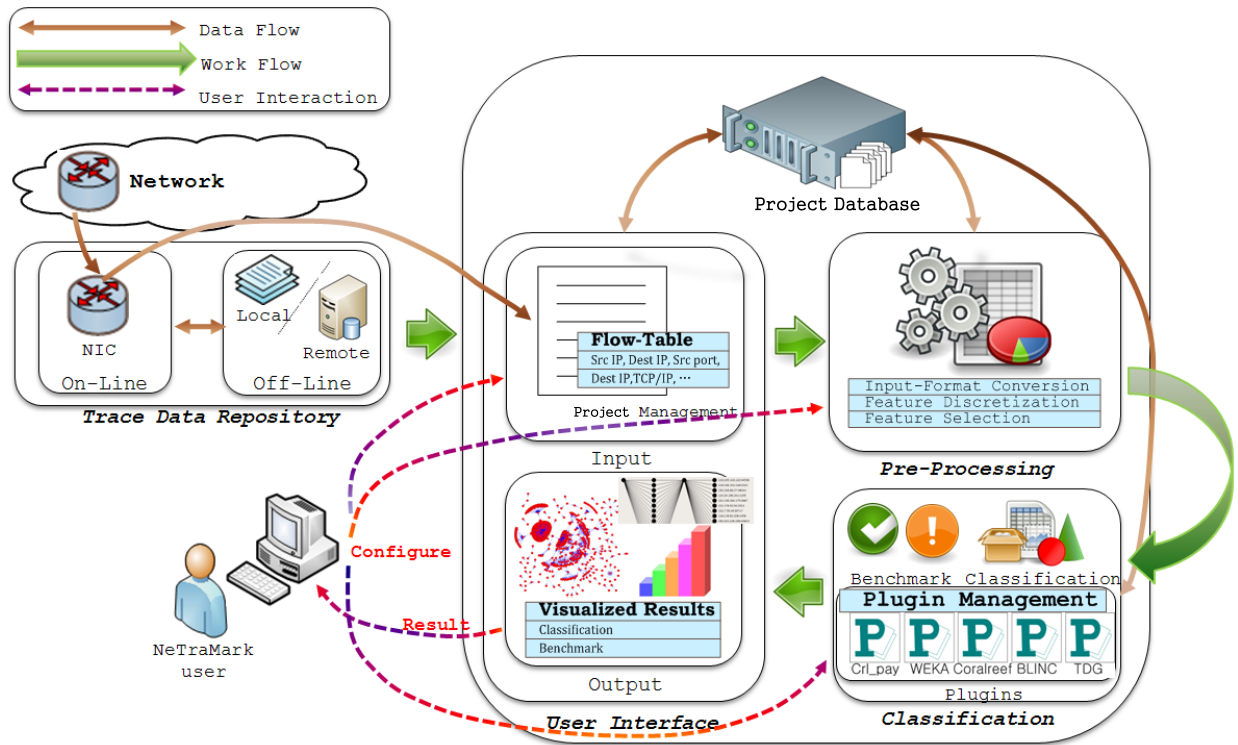 Data Flow
Work Flow
User Interaction
Network
Project Database
NIC
On-Line
Local
Remote
Off-Line
Trace Data Repository
Flow-Table
Src IP, Dest IP, Src port,
Dest IP,TCP/IP, ⋯
Project Management
Input
Input-Format Conversion
Feature Discretization
Feature Selection
Pre-Processing
Configure
Result
NeTraMark
user
Visualized Results
Classification
Benchmark
Output
User Interface
Benchmark Classification
Plugin Management
P P P P P
Crl_pay WEKA Coralreef BLINC TDG
Plugins
Classification